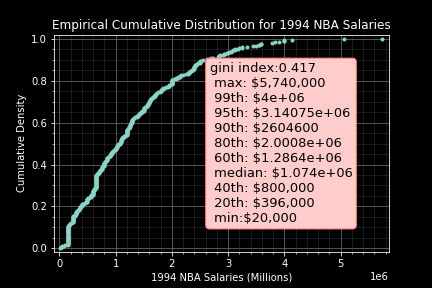 Empirical Cumulative Distribution for 1994 NBA Salaries
1.0
0.8
0.6
0.4
0.2
0.0
Cumulative Density
gini index:0.417
max: $5,740,000
99th: $4e+06
95th: $3.14075e+06
90th: $2604600
80th: $2.0008e+06
60th: $1.2864e+06
median: $1.074e+06
40th: $800,000
20th: $396,000
min:$20,000
0 1 2 3 4 5
1e6
1994 NBA Salaries (Millions)